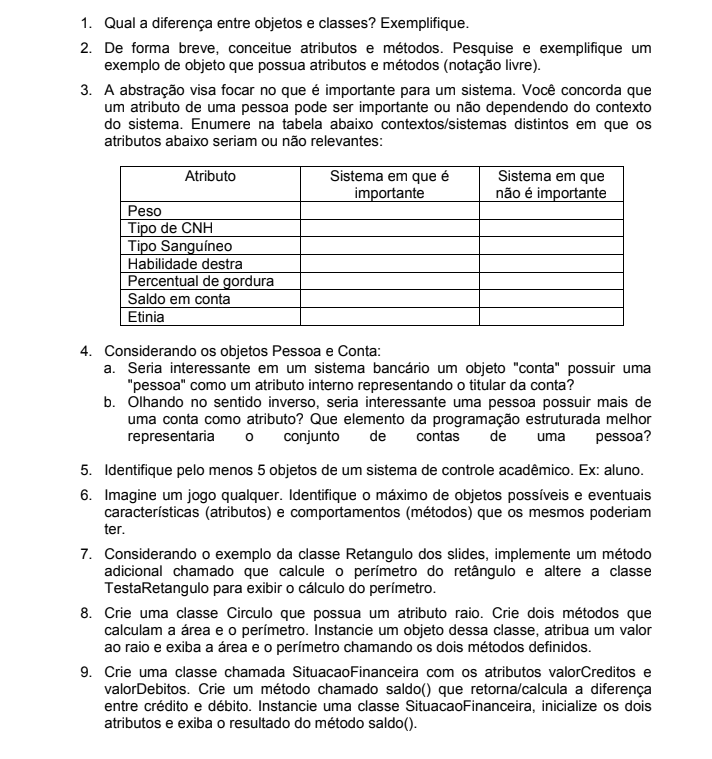 1. Qual a diferença entre objetos e classes? Exemplifique.
2. De forma breve, conceitue atributos e métodos. Pesquise e exemplifique um
exemplo de objeto que possua atributos e métodos (notação livre).
3. A abstração visa focar no que é importante para um sistema. Você concorda que
um atributo de uma pessoa pode ser importante ou não dependendo do contexto
do sistema. Enumere na tabela abaixo contextos/sistemas distintos em que os
atributos abaixo seriam ou não relevantes:
Atributo Sistema em que é Sistema em que
importante não é importante
Peso
Tipo de CNH
Tipo Sanguíneo
Habilidade destra
Percentual de gordura
Saldo em conta
Etinia
4. Considerando os objetos Pessoa e Conta:
a. Seria interessante em um sistema bancário um objeto "conta" possuir uma
"pessoa" como um atributo interno representando o titular da conta?
b. Olhando no sentido inverso, seria interessante uma pessoa possuir mais de
uma conta como atributo? Que elemento da programação estruturada melhor
representaria o conjunto de contas de uma pessoa?
5. Identifique pelo menos 5 objetos de um sistema de controle acadêmico. Ex: aluno.
6. Imagine um jogo qualquer. Identifique o máximo de objetos possíveis e eventuais
características (atributos) e comportamentos (métodos) que os mesmos poderiam
ter.
7. Considerando o exemplo da classe Retangulo dos slides, implemente um método
adicional chamado que calcule o perímetro do retângulo e altere a classe
TestaRetangulo para exibir o cálculo do perímetro.
8. Crie uma classe Circulo que possua um atributo raio. Crie dois métodos que
calculam a área e o perímetro. Instancie um objeto dessa classe, atribua um valor
ao raio e exiba a área e o perímetro chamando os dois métodos definidos.
9. Crie uma classe chamada SituacaoFinanceira com os atributos valorCreditos e
valorDebitos. Crie um método chamado saldo() que retorna/calcula a diferença
entre crédito e débito. Instancie uma classe SituacaoFinanceira, inicialize os dois
atributos e exiba o resultado do método saldo().